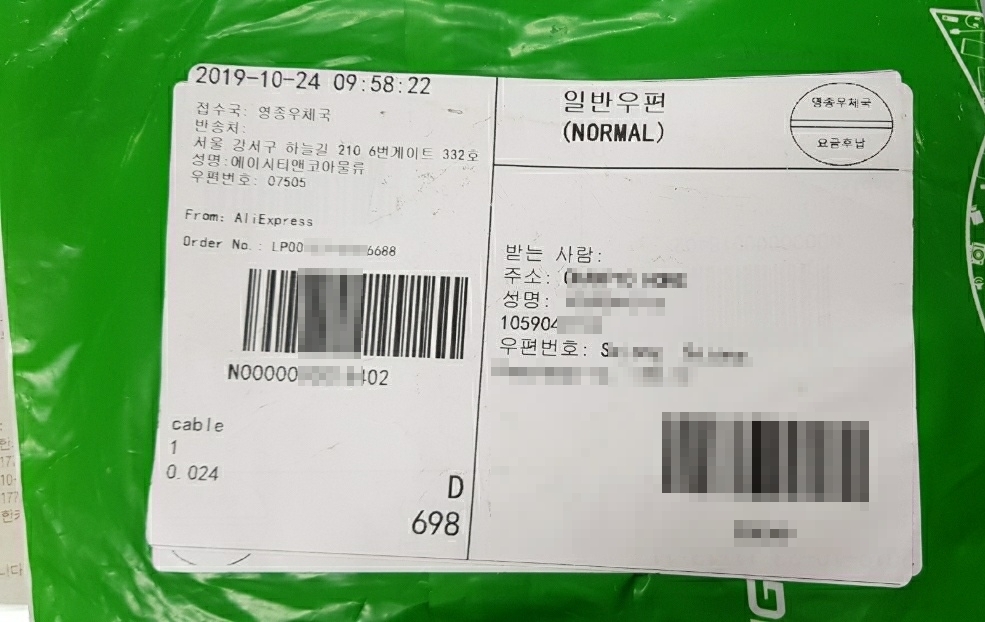 2019-10-24 09:58:22
접수국: 영종우체국
반송처:
서울 강서구 하늘길 210 6번게이트 332호
성명:에이시티앤코아물류
우편번호: 07505
From: AliExpress
Order No.: LP00 6688
N00000 402
cable
1
0.024
D
698
일반우편
(NORMAL)
영종우체국
요금후납
받는 사람:
주소:
성명:
105904
우편번호: S
G